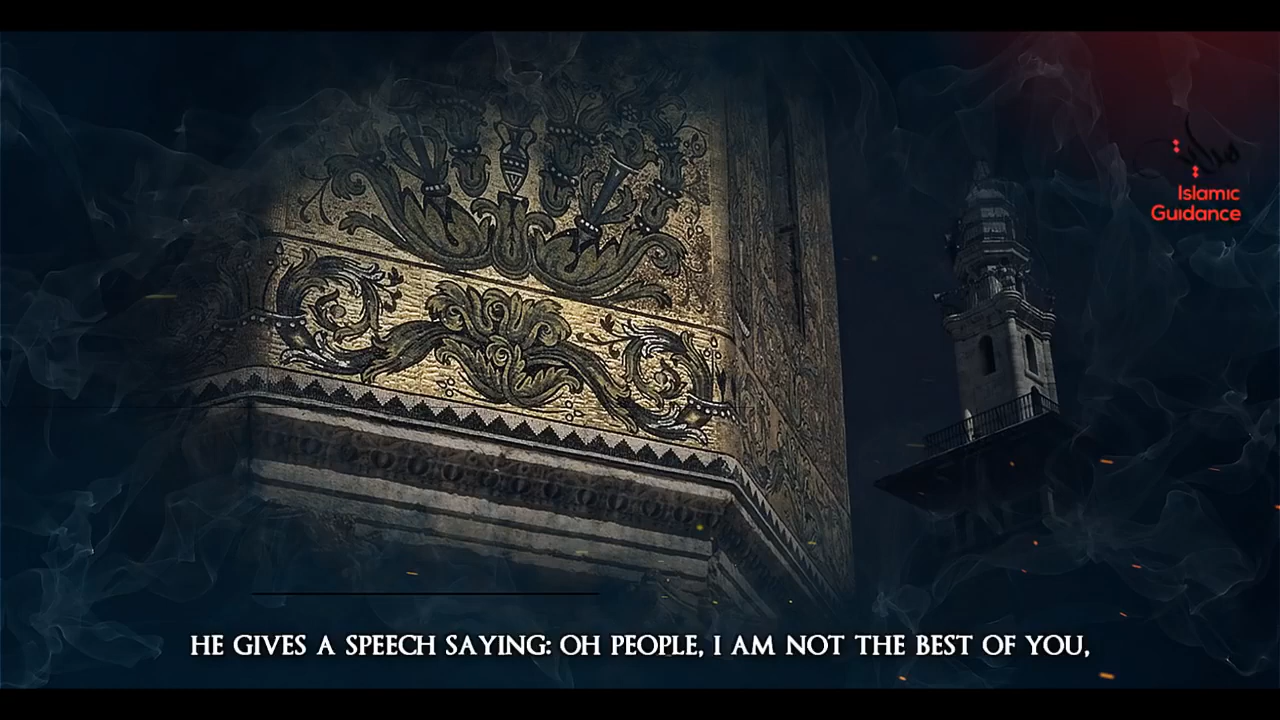 Islamic
Guidance
HE GIVES A SPEECH SAYING: OH PEOPLE, I AM NOT THE BEST OF YOU,